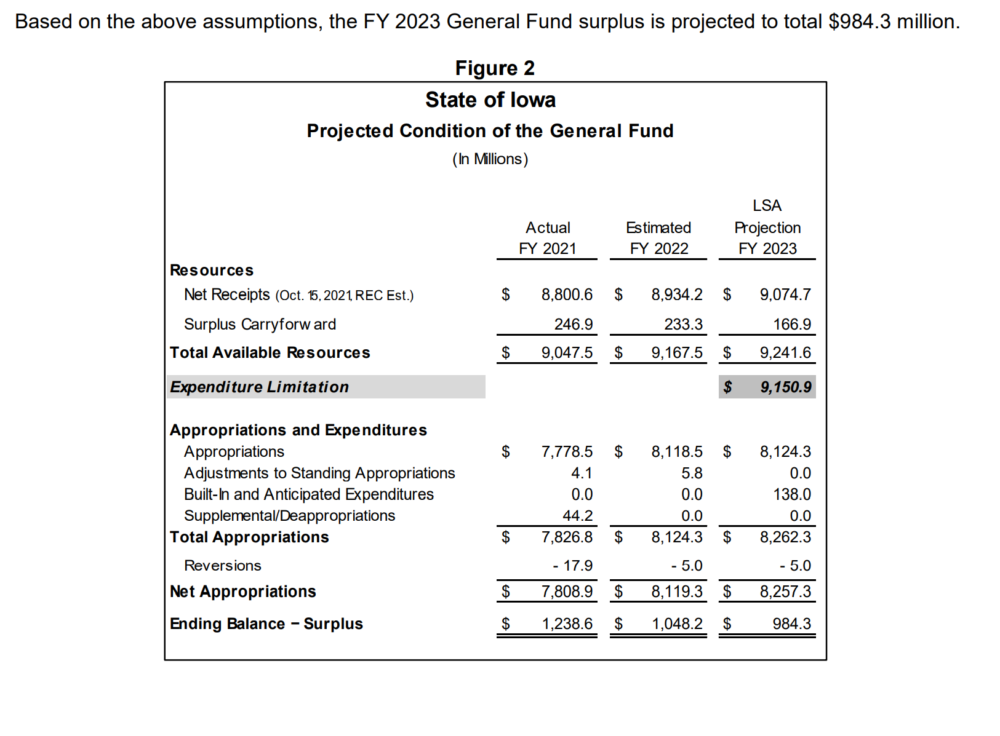 Based on the above assumptions, the FY 2023 General Fund surplus is projected to total $984.3 million.
Figure 2
State of Iowa
Projected Condition of the General Fund
(In Millions)
LSA
Actual Estimated Projection
FY 2021 FY 2022 FY 2023
Resources
Net Receipts (Oct. 15, 2021, REC Est.) $ 8,800.6 $ 8,934.2 $ 9,074.7
Surplus Carryforward 246.9 233.3 166.9
Total Available Resources $ 9,047.5 $ 9,167.5 $ 9,241.6
Expenditure Limitation $ 9,150.9
Appropriations and Expenditures
Appropriations $ 7,778.5 $ 8,118.5 $ 8,124.3
Adjustments to Standing Appropriations 4.1 5.8 0.0
Built-In and Anticipated Expenditures 0.0 0.0 138.0
Supplemental/Deappropriations 44.2 0.0 0.0
Total Appropriations $ 7,826.8 $ 8,124.3 $ 8,262.3
Reversions - 17.9 - 5.0 - 5.0
Net Appropriations $ 7,808.9 $ 8,119.3 $ 8,257.3
Ending Balance – Surplus $ 1,238.6 $ 1,048.2 $ 984.3